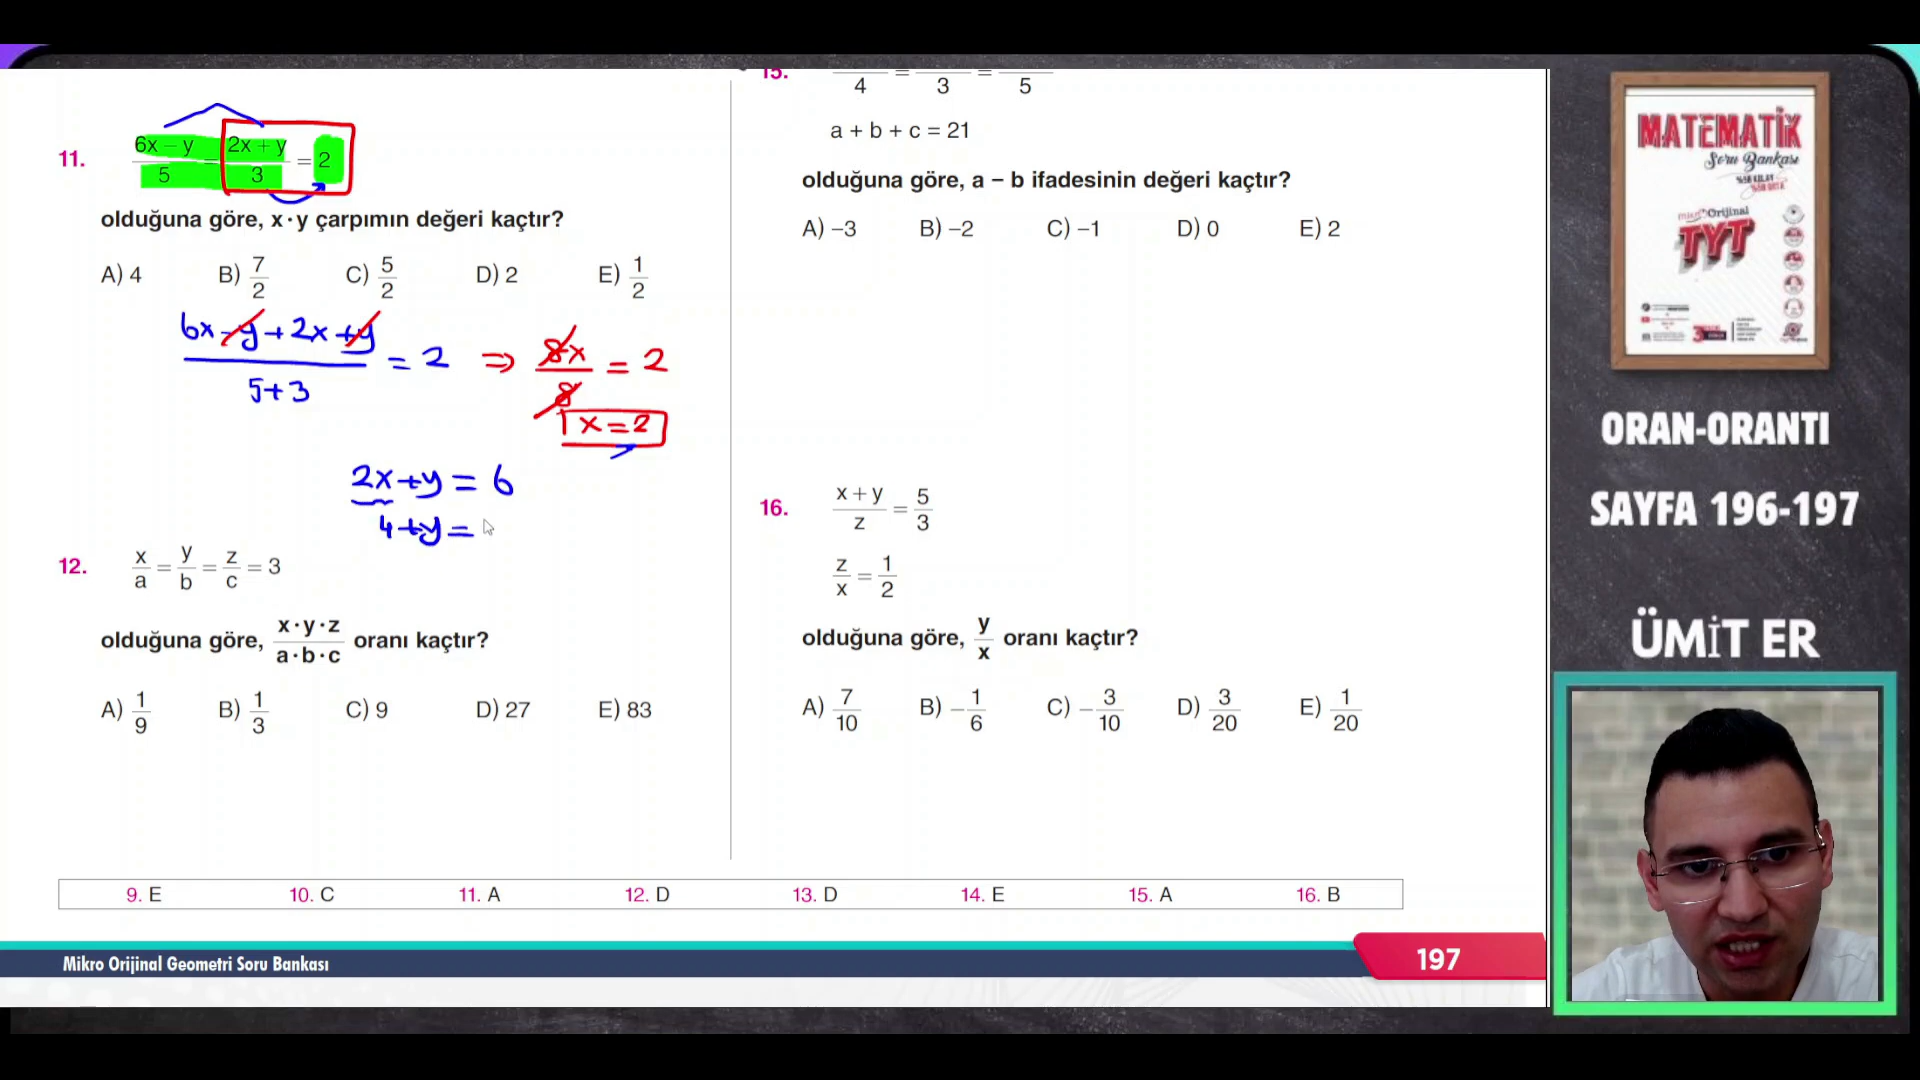 11. 6x − y / 5 = 2x + y / 3 = 2
olduğuna göre, x · y çarpımın değeri kaçtır?
A) 4 B) 7/2 C) 5/2 D) 2 E) 1/2
6x − y + 2x + y / 5 + 3 = 2 ⇒ 8x / 8 = 2
x = 2
2x + y = 6
4 + y =
12. x/a = y/b = z/c = 3
olduğuna göre, x · y · z / a · b · c oranı kaçtır?
A) 1/9 B) 1/3 C) 9 D) 27 E) 83
15. 4 = 3 = 5
a + b + c = 21
olduğuna göre, a − b ifadesinin değeri kaçtır?
A) −3 B) −2 C) −1 D) 0 E) 2
16. x + y / z = 5/3
z/x = 1/2
olduğuna göre, y/x oranı kaçtır?
A) 7/10 B) −1/6 C) −3/10 D) 3/20 E) 1/20
9. E 10. C 11. A 12. D 13. D 14. E 15. A 16. B
Mikro Orijinal Geometri Soru Bankası
197
MATEMATİK
Soru Bankası
Orijinal
TYT
ORAN-ORANTI
SAYFA 196-197
ÜMİT ER